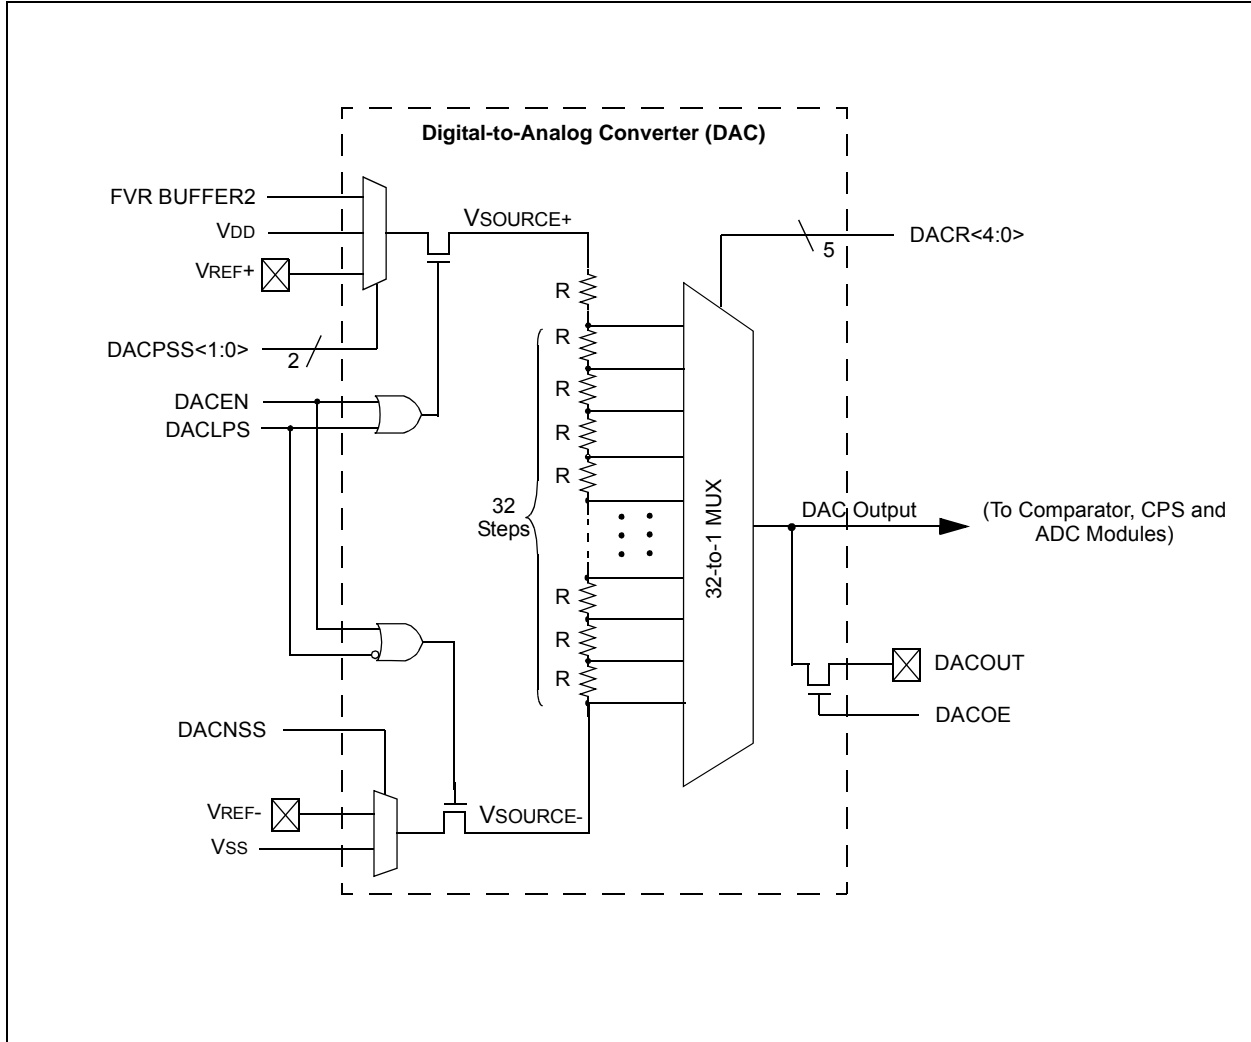 Digital-to-Analog Converter (DAC)
FVR BUFFER2
VDD
VREF+
DACPSS<1:0>
2
DACEN
DACLPS
VSOURCE+
R
R
R
R
R
32
Steps
R
R
R
32-to-1 MUX
5
DACR<4:0>
DAC Output
(To Comparator, CPS and
ADC Modules)
DACOUT
DACOE
DACNSS
VREF-
VSS
VSOURCE-